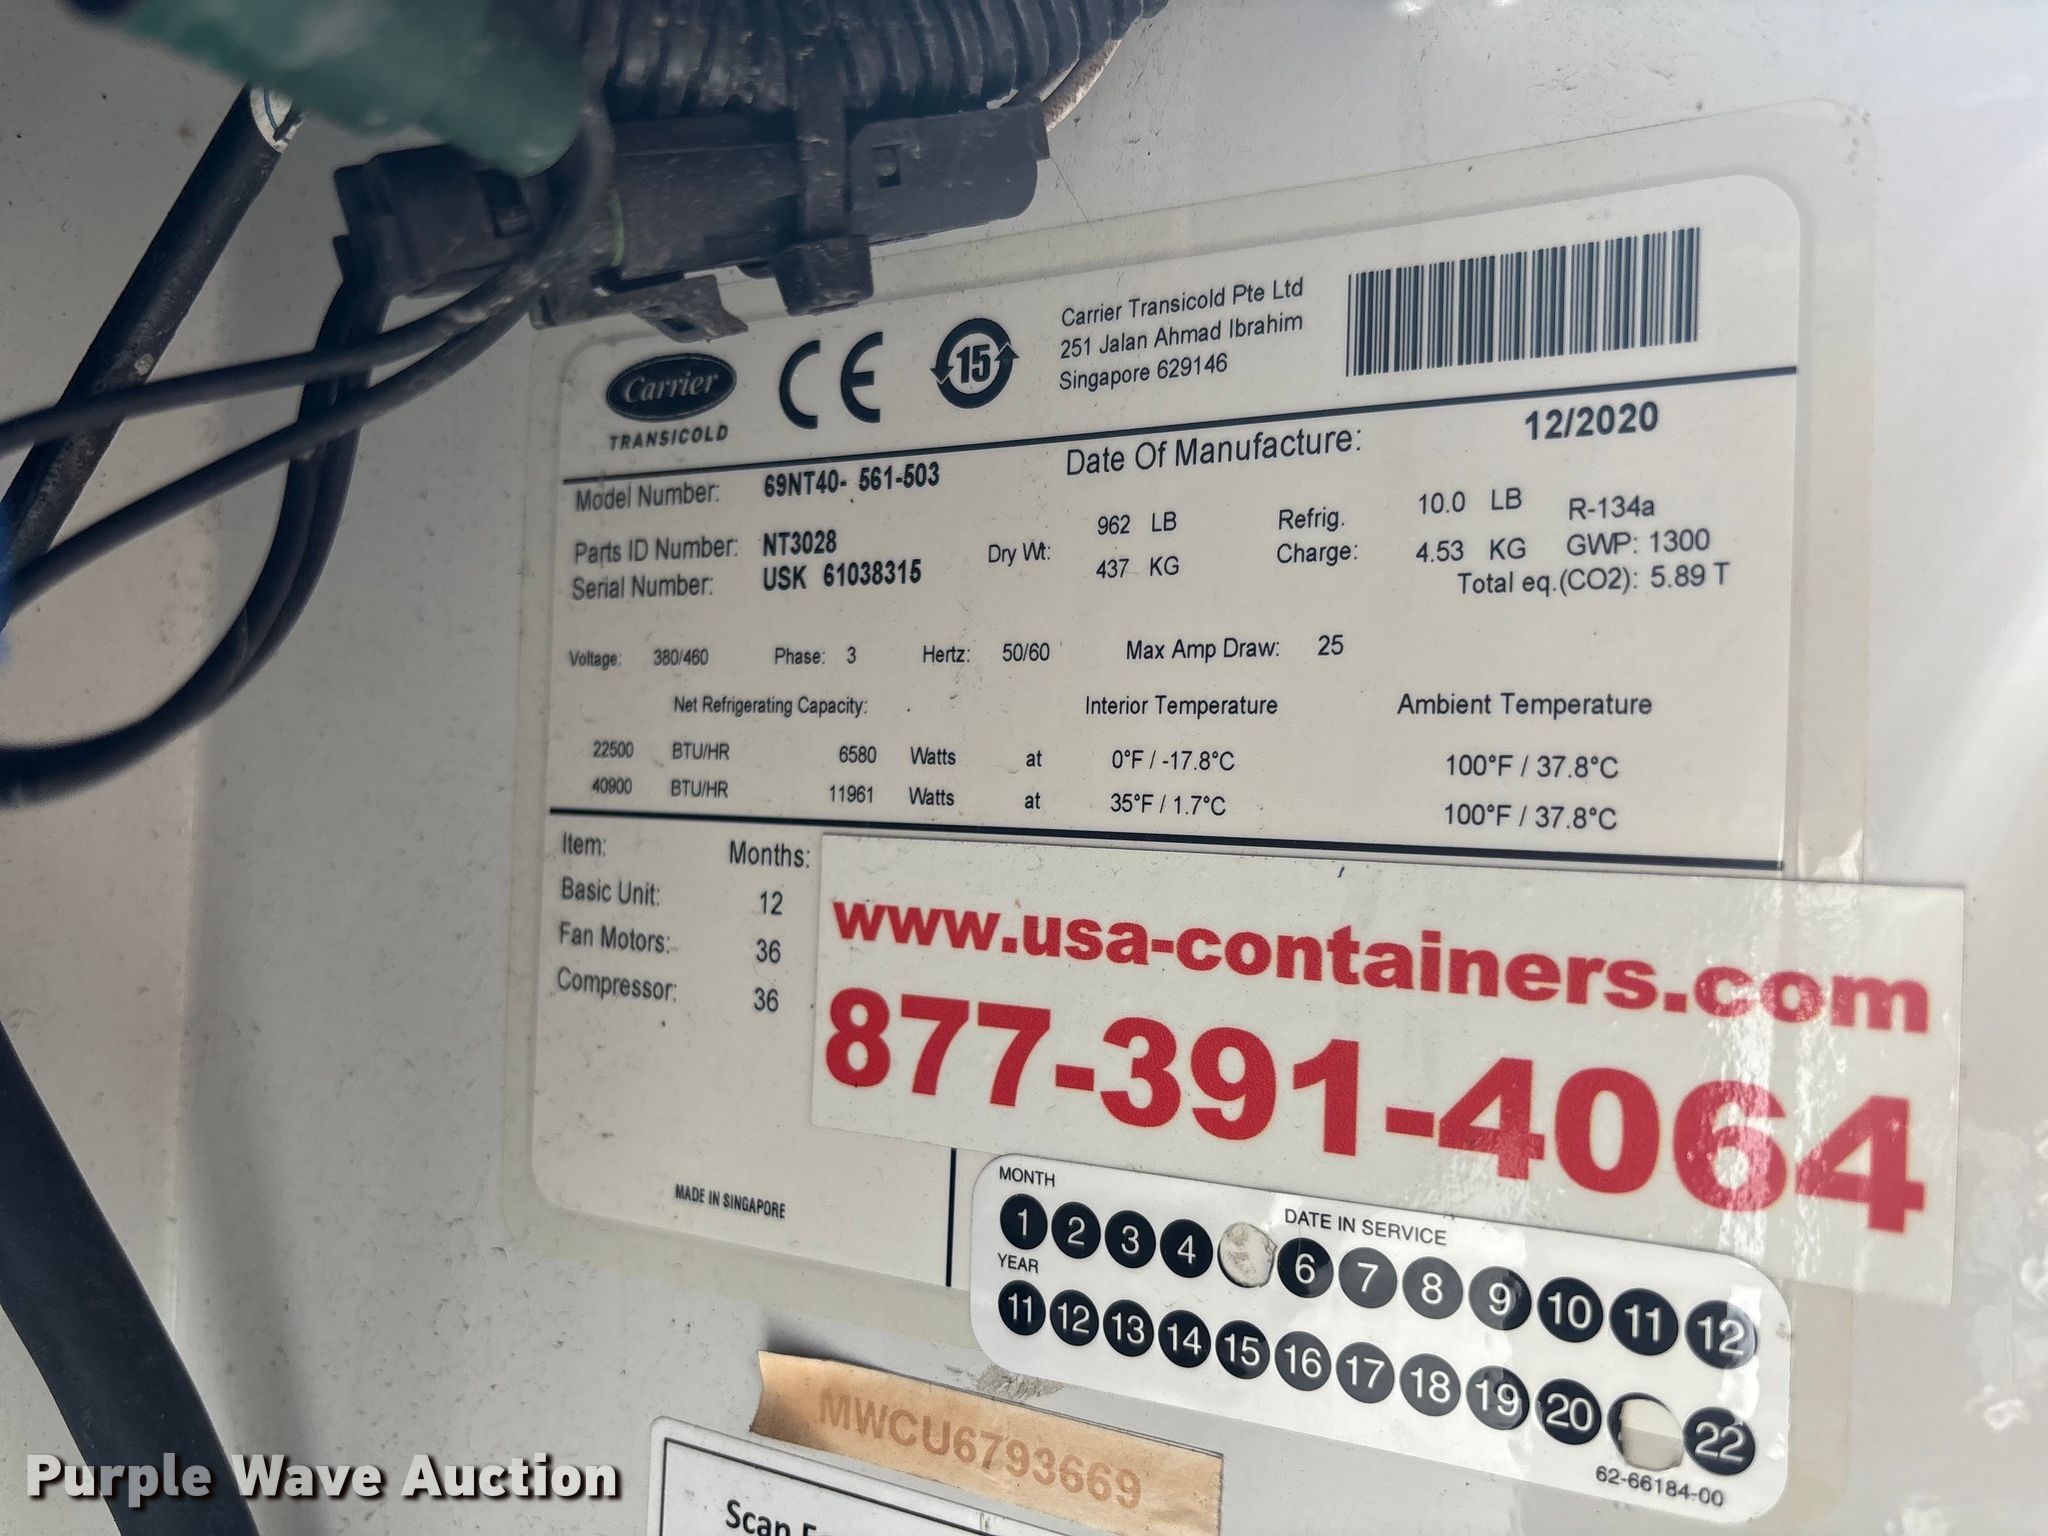 Carrier
TRANSICOLD
CE
15
Carrier Transicold Pte Ltd
251 Jalan Ahmad Ibrahim
Singapore 629146
Model Number: 69NT40- 561-503
Date Of Manufacture: 12/2020
Parts ID Number: NT3028
Serial Number: USK 61038315
Dry Wt: 962 LB
437 KG
Refrig. Charge: 10.0 LB R-134a
4.53 KG GWP: 1300
Total eq.(CO2): 5.89 T
Voltage: 380/460 Phase: 3 Hertz: 50/60 Max Amp Draw: 25
Net Refrigerating Capacity: Interior Temperature Ambient Temperature
22500 BTU/HR 6580 Watts at 0°F / -17.8°C 100°F / 37.8°C
40900 BTU/HR 11961 Watts at 35°F / 1.7°C 100°F / 37.8°C
Item: Months:
Basic Unit: 12
Fan Motors: 36
Compressor: 36
MADE IN SINGAPORE
www.usa-containers.com
877-391-4064
MONTH
DATE IN SERVICE
1 2 3 4 6 7 8 9 10 11 12
YEAR
11 12 13 14 15 16 17 18 19 20 22
62-66184-00
MWCU6793669
Scan
Purple Wave Auction